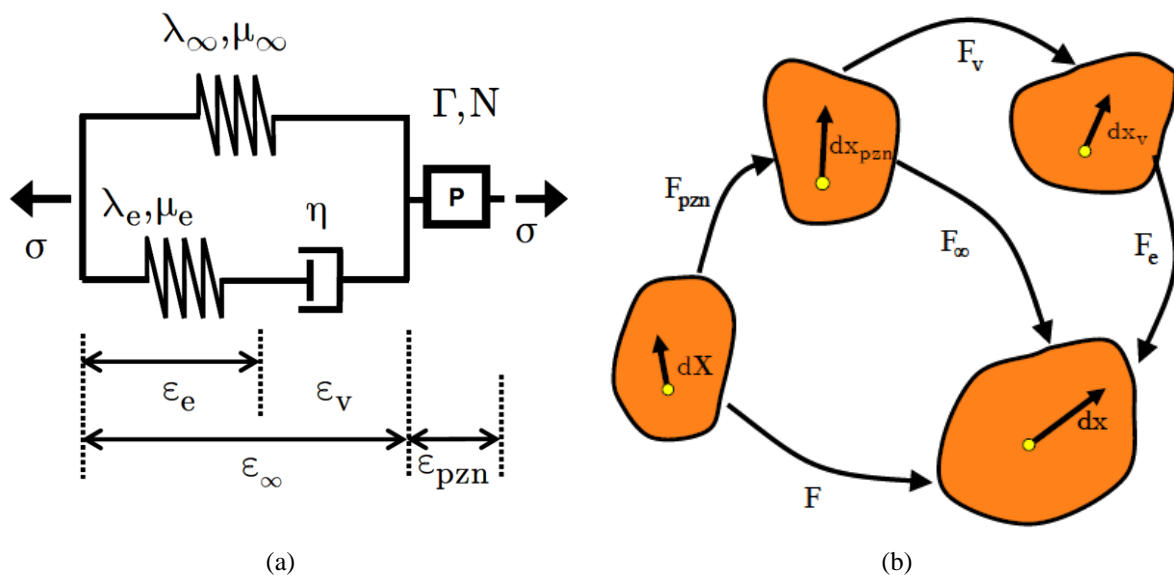 λ∞,μ∞
Γ,N
P
λe,μe
η
σ
σ
εe
εv
ε∞
εpzn
(a)
Fv
dxpzn
dxv
Fpzn
F∞
Fe
dX
dx
F
(b)